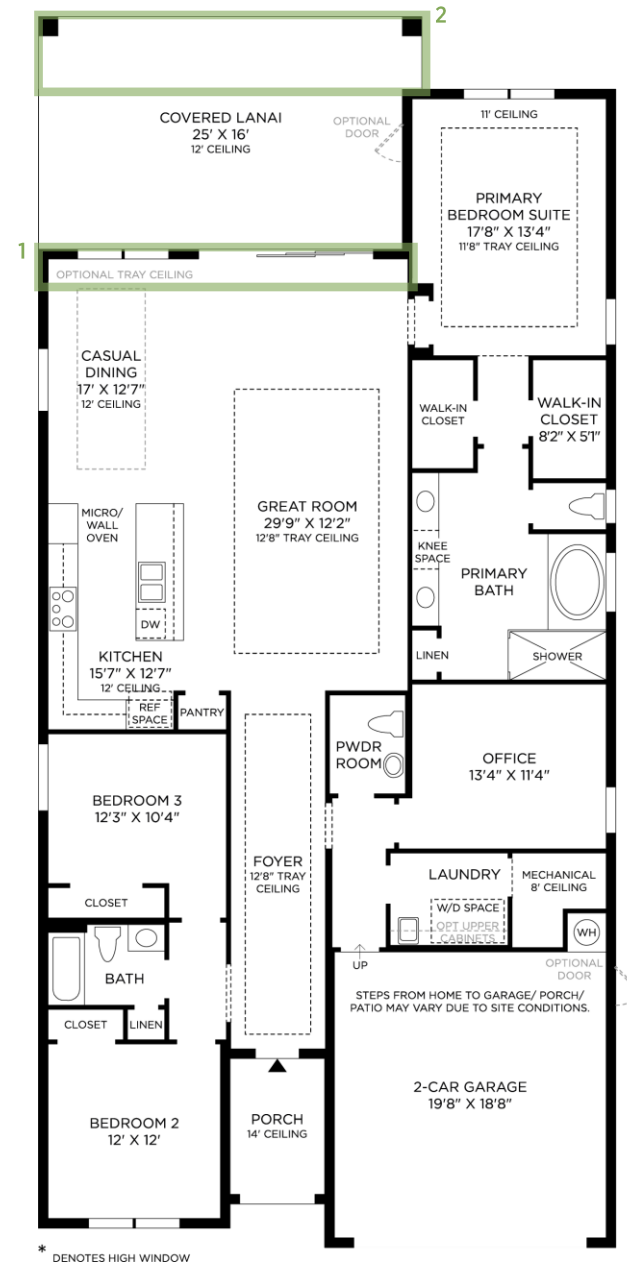 2
COVERED LANAI
25' X 16'
12' CEILING
OPTIONAL
DOOR
11' CEILING
PRIMARY
BEDROOM SUITE
17'8" X 13'4"
11'8" TRAY CEILING
1
OPTIONAL TRAY CEILING
CASUAL
DINING
17' X 12'7"
12' CEILING
WALK-IN
CLOSET
WALK-IN
CLOSET
8'2" X 5'1"
GREAT ROOM
29'9" X 12'2"
12'8" TRAY CEILING
MICRO/
WALL
OVEN
DW
KNEE
SPACE
PRIMARY
BATH
LINEN
SHOWER
KITCHEN
15'7" X 12'7"
12' CEILING
REF
SPACE
PANTRY
PWDR
ROOM
OFFICE
13'4" X 11'4"
BEDROOM 3
12'3" X 10'4"
CLOSET
FOYER
12'8" TRAY
CEILING
LAUNDRY
W/D SPACE
OPT UPPER
CABINETS
MECHANICAL
8' CEILING
WH
UP
OPTIONAL
DOOR
BATH
CLOSET
LINEN
STEPS FROM HOME TO GARAGE/ PORCH/
PATIO MAY VARY DUE TO SITE CONDITIONS.
2-CAR GARAGE
19'8" X 18'8"
BEDROOM 2
12' X 12'
PORCH
14' CEILING
* DENOTES HIGH WINDOW